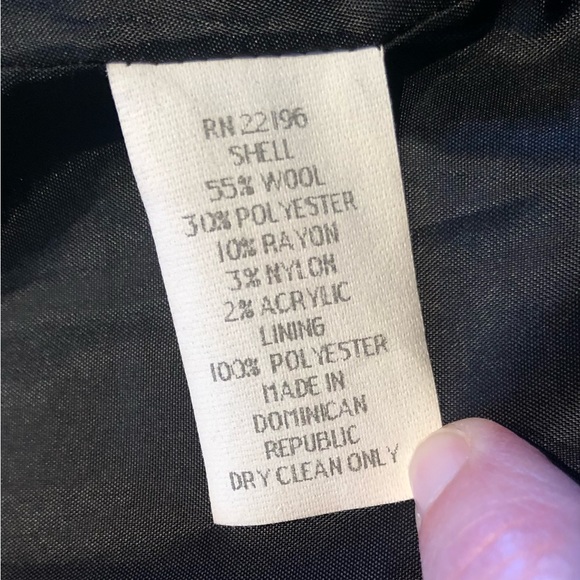 RN 22196
SHELL
55% WOOL
30% POLYESTER
10% RAYON
3% NYLON
2% ACRYLIC
LINING
100% POLYESTER
MADE IN
DOMINICAN
REPUBLIC
DRY CLEAN ONLY